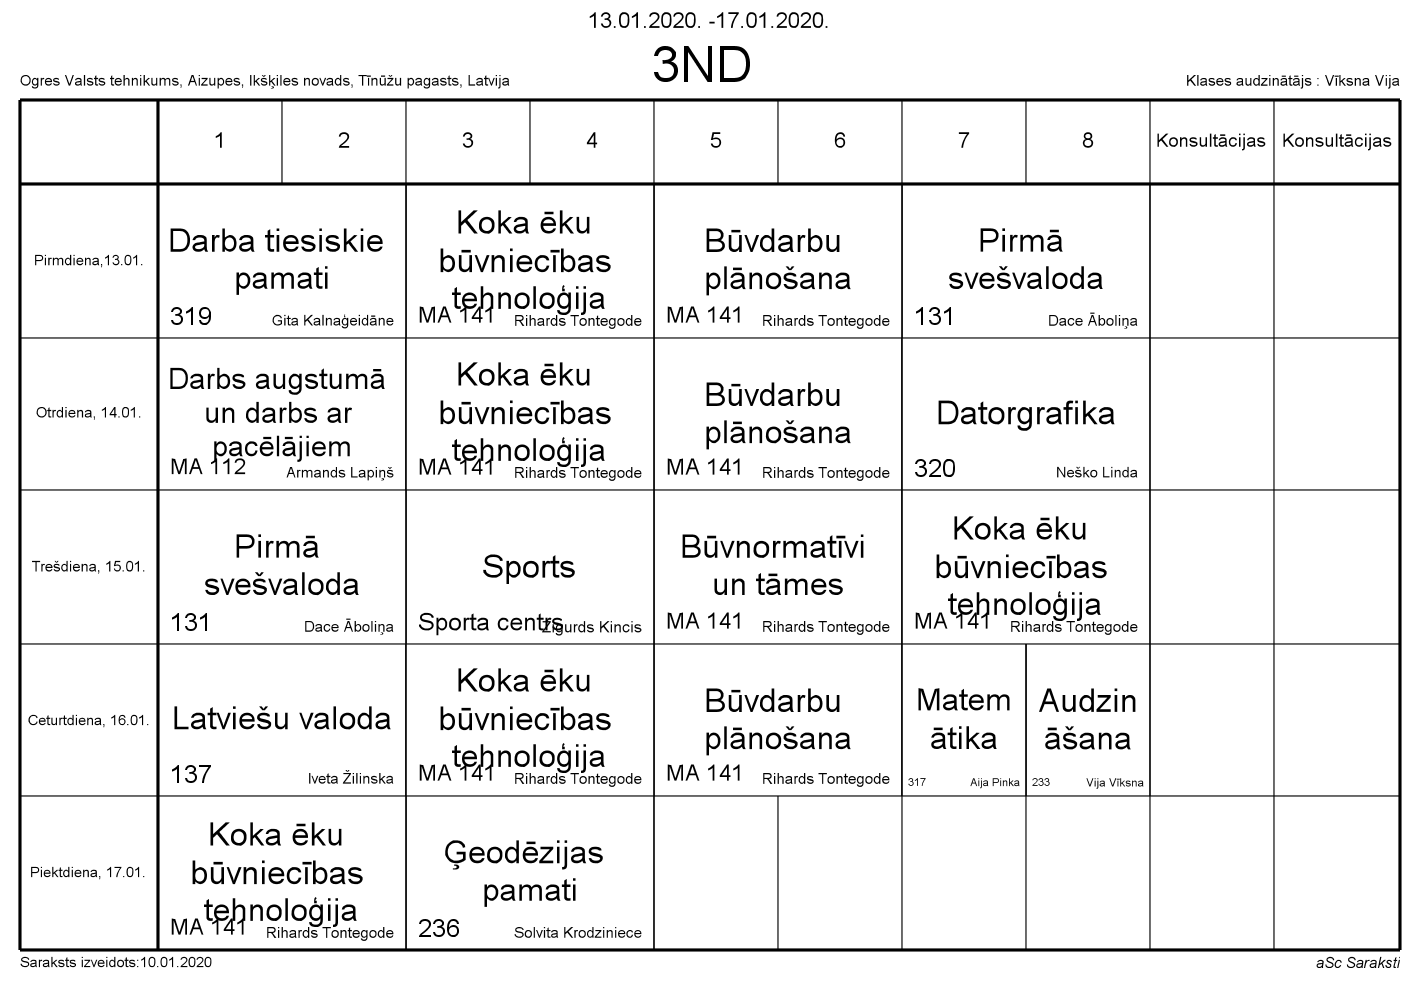 13.01.2020. -17.01.2020.
3ND
Ogres Valsts tehnikums, Aizupes, Ikšķiles novads, Tīnūžu pagasts, Latvija
Klases audzinātājs : Vīksna Vija
1
2
3
4
5
6
7
8
Konsultācijas
Konsultācijas
Pirmdiena,13.01.
Darba tiesiskie
pamati
319
Gita Kalnaģeidāne
Koka ēku
būvniecības
tehnoloģija
MA 141
Rihards Tontegode
Būvdarbu
plānošana
MA 141
Rihards Tontegode
Pirmā
svešvaloda
131
Dace Āboliņa
Otrdiena, 14.01.
Darbs augstumā
un darbs ar
pacēlājiem
MA 112
Armands Lapiņš
Koka ēku
būvniecības
tehnoloģija
MA 141
Rihards Tontegode
Būvdarbu
plānošana
MA 141
Rihards Tontegode
Datorgrafika
320
Neško Linda
Trešdiena, 15.01.
Pirmā
svešvaloda
131
Dace Āboliņa
Sports
Sporta centrs
Žigurds Kincis
Būvnormatīvi
un tāmes
MA 141
Rihards Tontegode
Koka ēku
būvniecības
tehnoloģija
MA 141
Rihards Tontegode
Ceturtdiena, 16.01.
Latviešu valoda
137
Iveta Žilinska
Koka ēku
būvniecības
tehnoloģija
MA 141
Rihards Tontegode
Būvdarbu
plānošana
MA 141
Rihards Tontegode
Matem
ātika
317
Aija Pinka
Audzin
āšana
233
Vija Vīksna
Piektdiena, 17.01.
Koka ēku
būvniecības
tehnoloģija
MA 141
Rihards Tontegode
Ģeodēzijas
pamati
236
Solvita Krodziniece
Saraksts izveidots:10.01.2020
aSc Saraksti